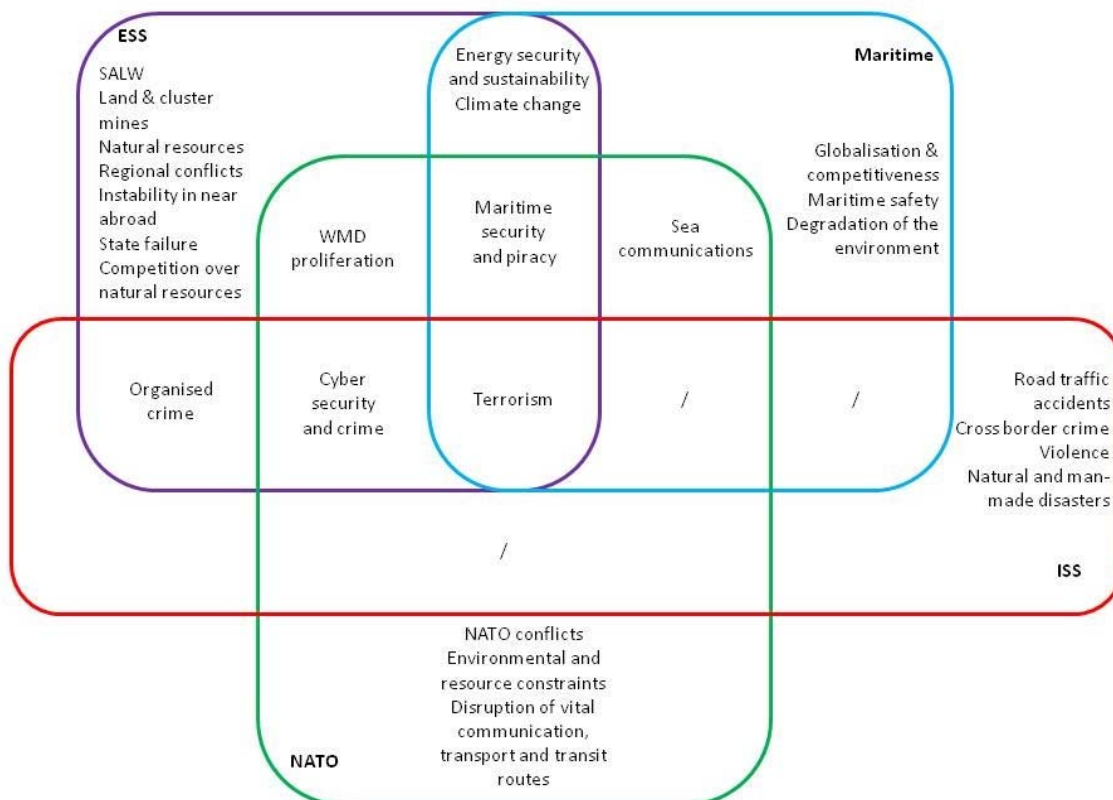 ESS
SALW
Land & cluster
mines
Natural resources
Regional conflicts
Instability in near
abroad
State failure
Competition over
natural resources
Energy security
and sustainability
Climate change
Maritime
Globalisation &
competitiveness
Maritime safety
Degradation of the
environment
WMD
proliferation
Maritime
security
and piracy
Sea
communications
Organised
crime
Cyber
security
and crime
Terrorism
/
/
Road traffic
accidents
Cross border crime
Violence
Natural and man-
made disasters
/
ISS
NATO conflicts
Environmental and
resource constraints
Disruption of vital
communication,
transport and transit
routes
NATO